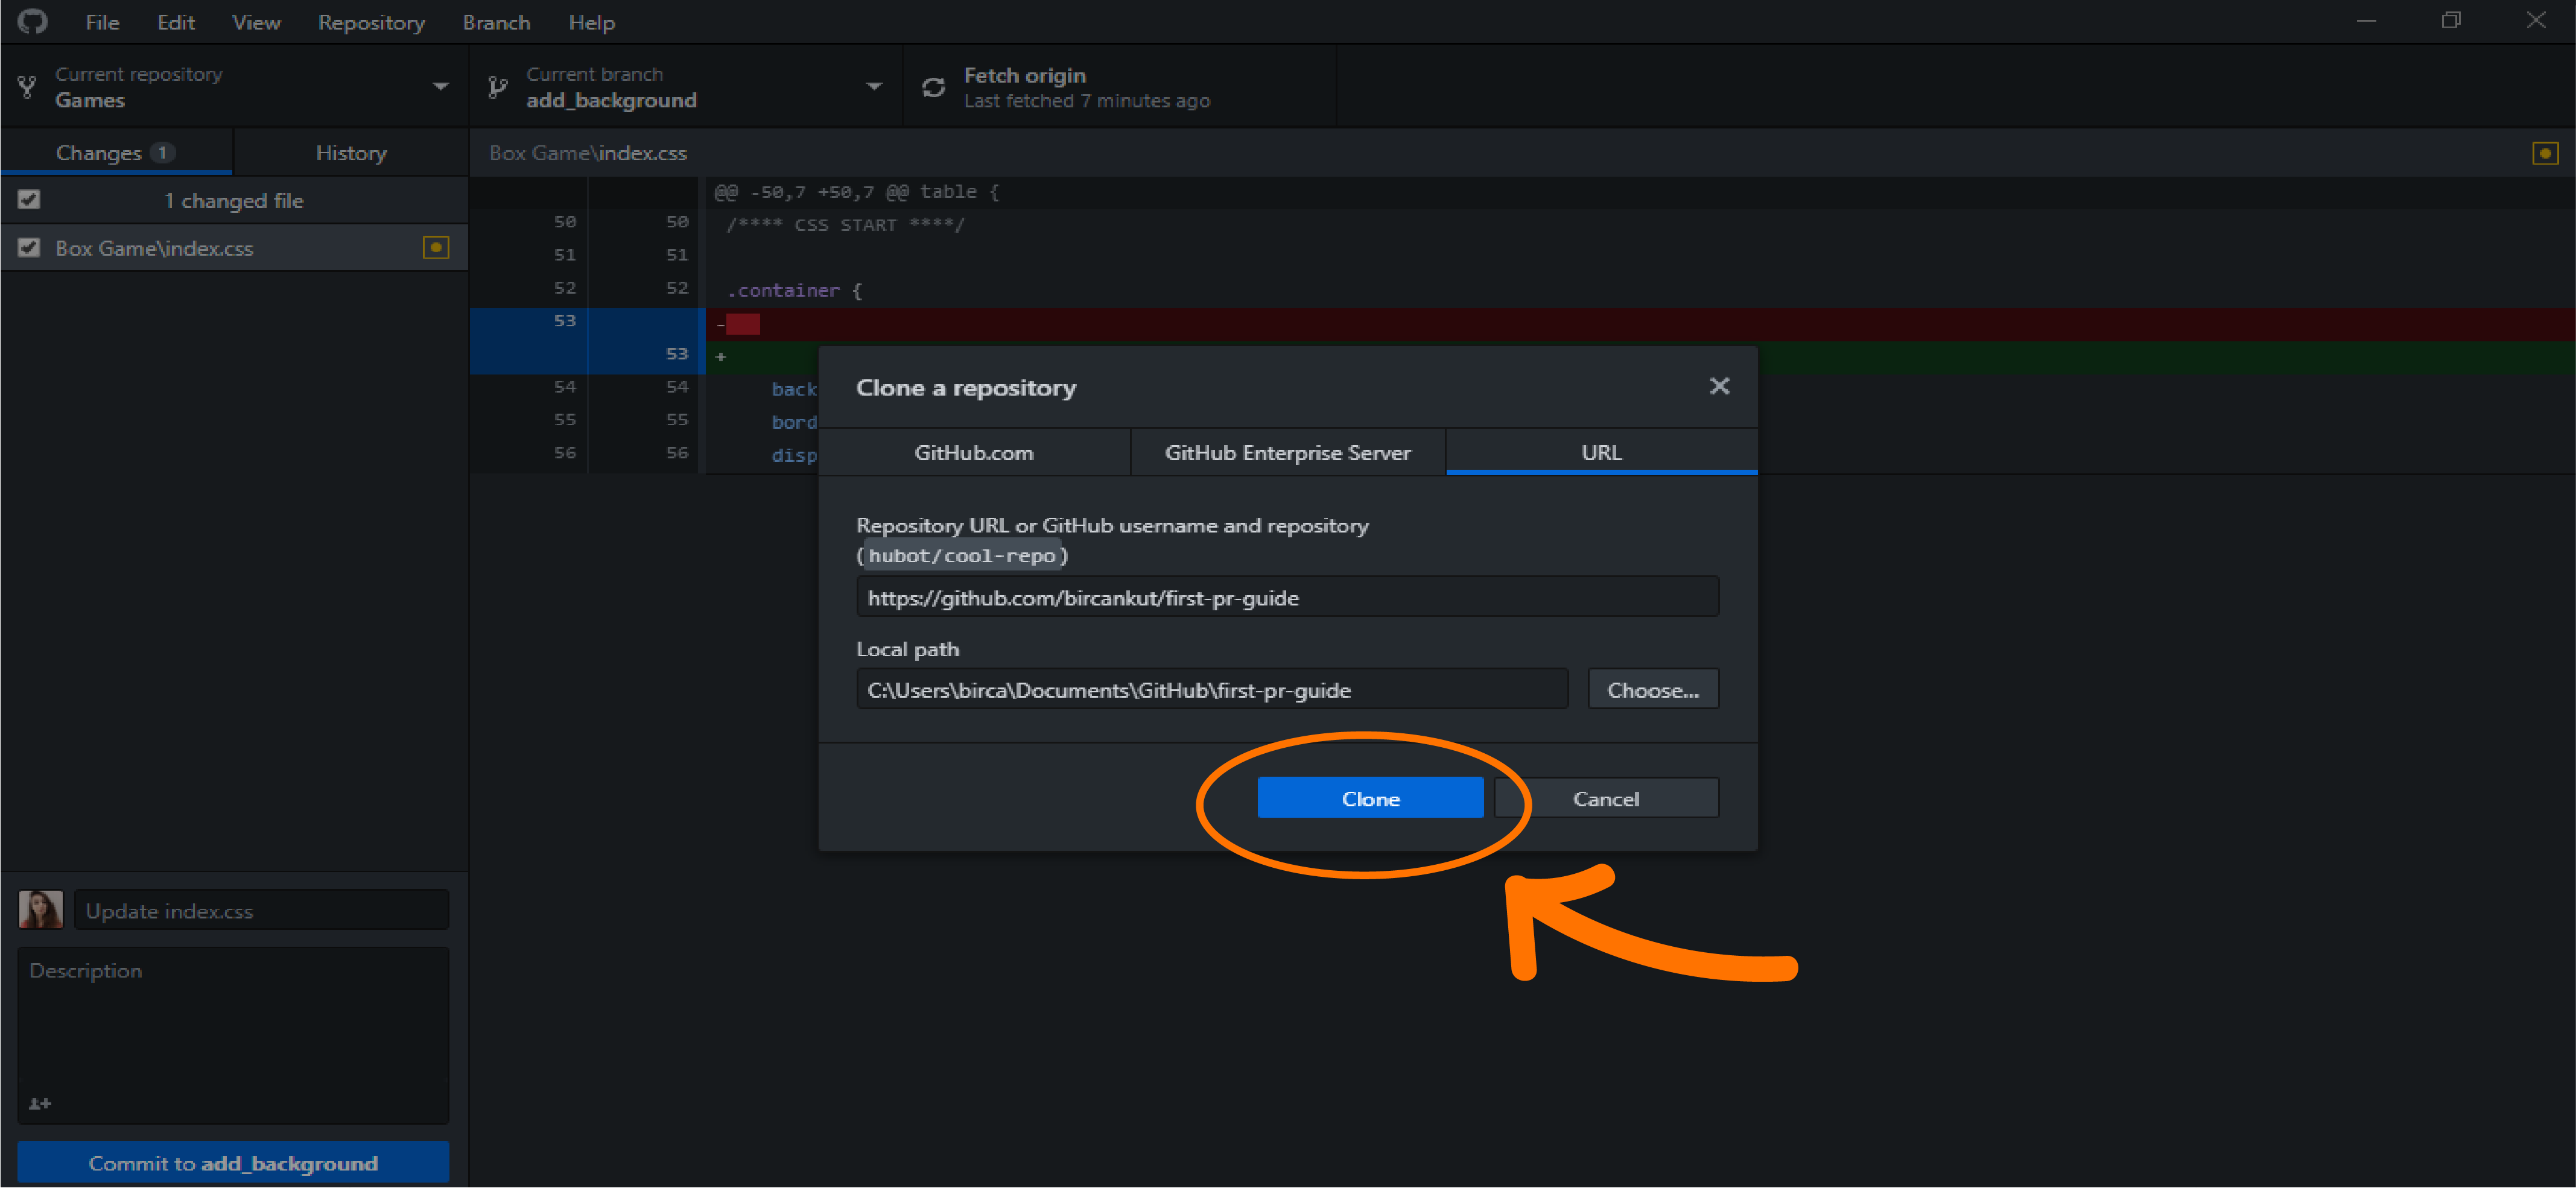 File Edit View Repository Branch Help
Current repository
Games
Current branch
add_background
Fetch origin
Last fetched 7 minutes ago
Changes 1
History
Box Game\index.css
1 changed file
Box Game\index.css
@@ -50,7 +50,7 @@ table {
50 50 /**** CSS START ****/
51 51
52 52 .container {
53 -
53 +
54 54 back
55 55 bord
56 56 disp
Clone a repository
GitHub.com GitHub Enterprise Server URL
Repository URL or GitHub username and repository
(hubot/cool-repo)
https://github.com/bircankut/first-pr-guide
Local path
C:\Users\birca\Documents\GitHub\first-pr-guide
Choose...
Clone Cancel
Update index.css
Description
Commit to add_background